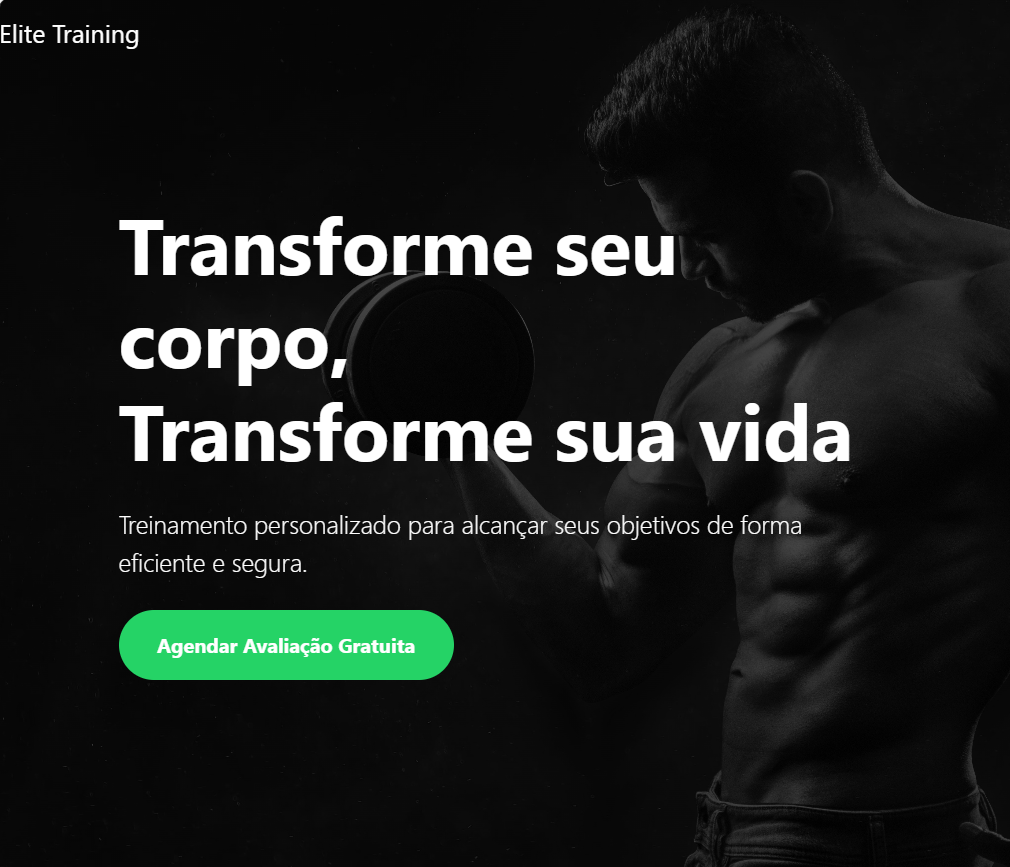 Elite Training
Transforme seu
corpo,
Transforme sua vida
Treinamento personalizado para alcançar seus objetivos de forma
eficiente e segura.
Agendar Avaliação Gratuita